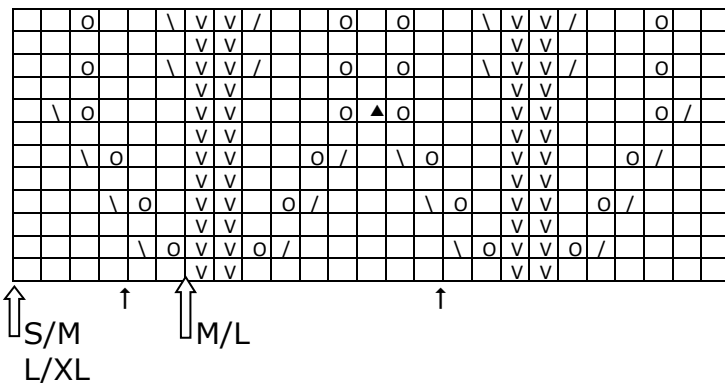 O \ V V / O O \ V V / O
V V V V
O \ V V / O O \ V V / O
V V V V
\ O V V O ▲ O V V O /
V V V V
\ O V V O / \ O V V O /
V V V V
\ O V V O / \ O V V O /
V V V V
\ O V V O / \ O V V O /
V V V V
↑ ↑
S/M M/L
L/XL